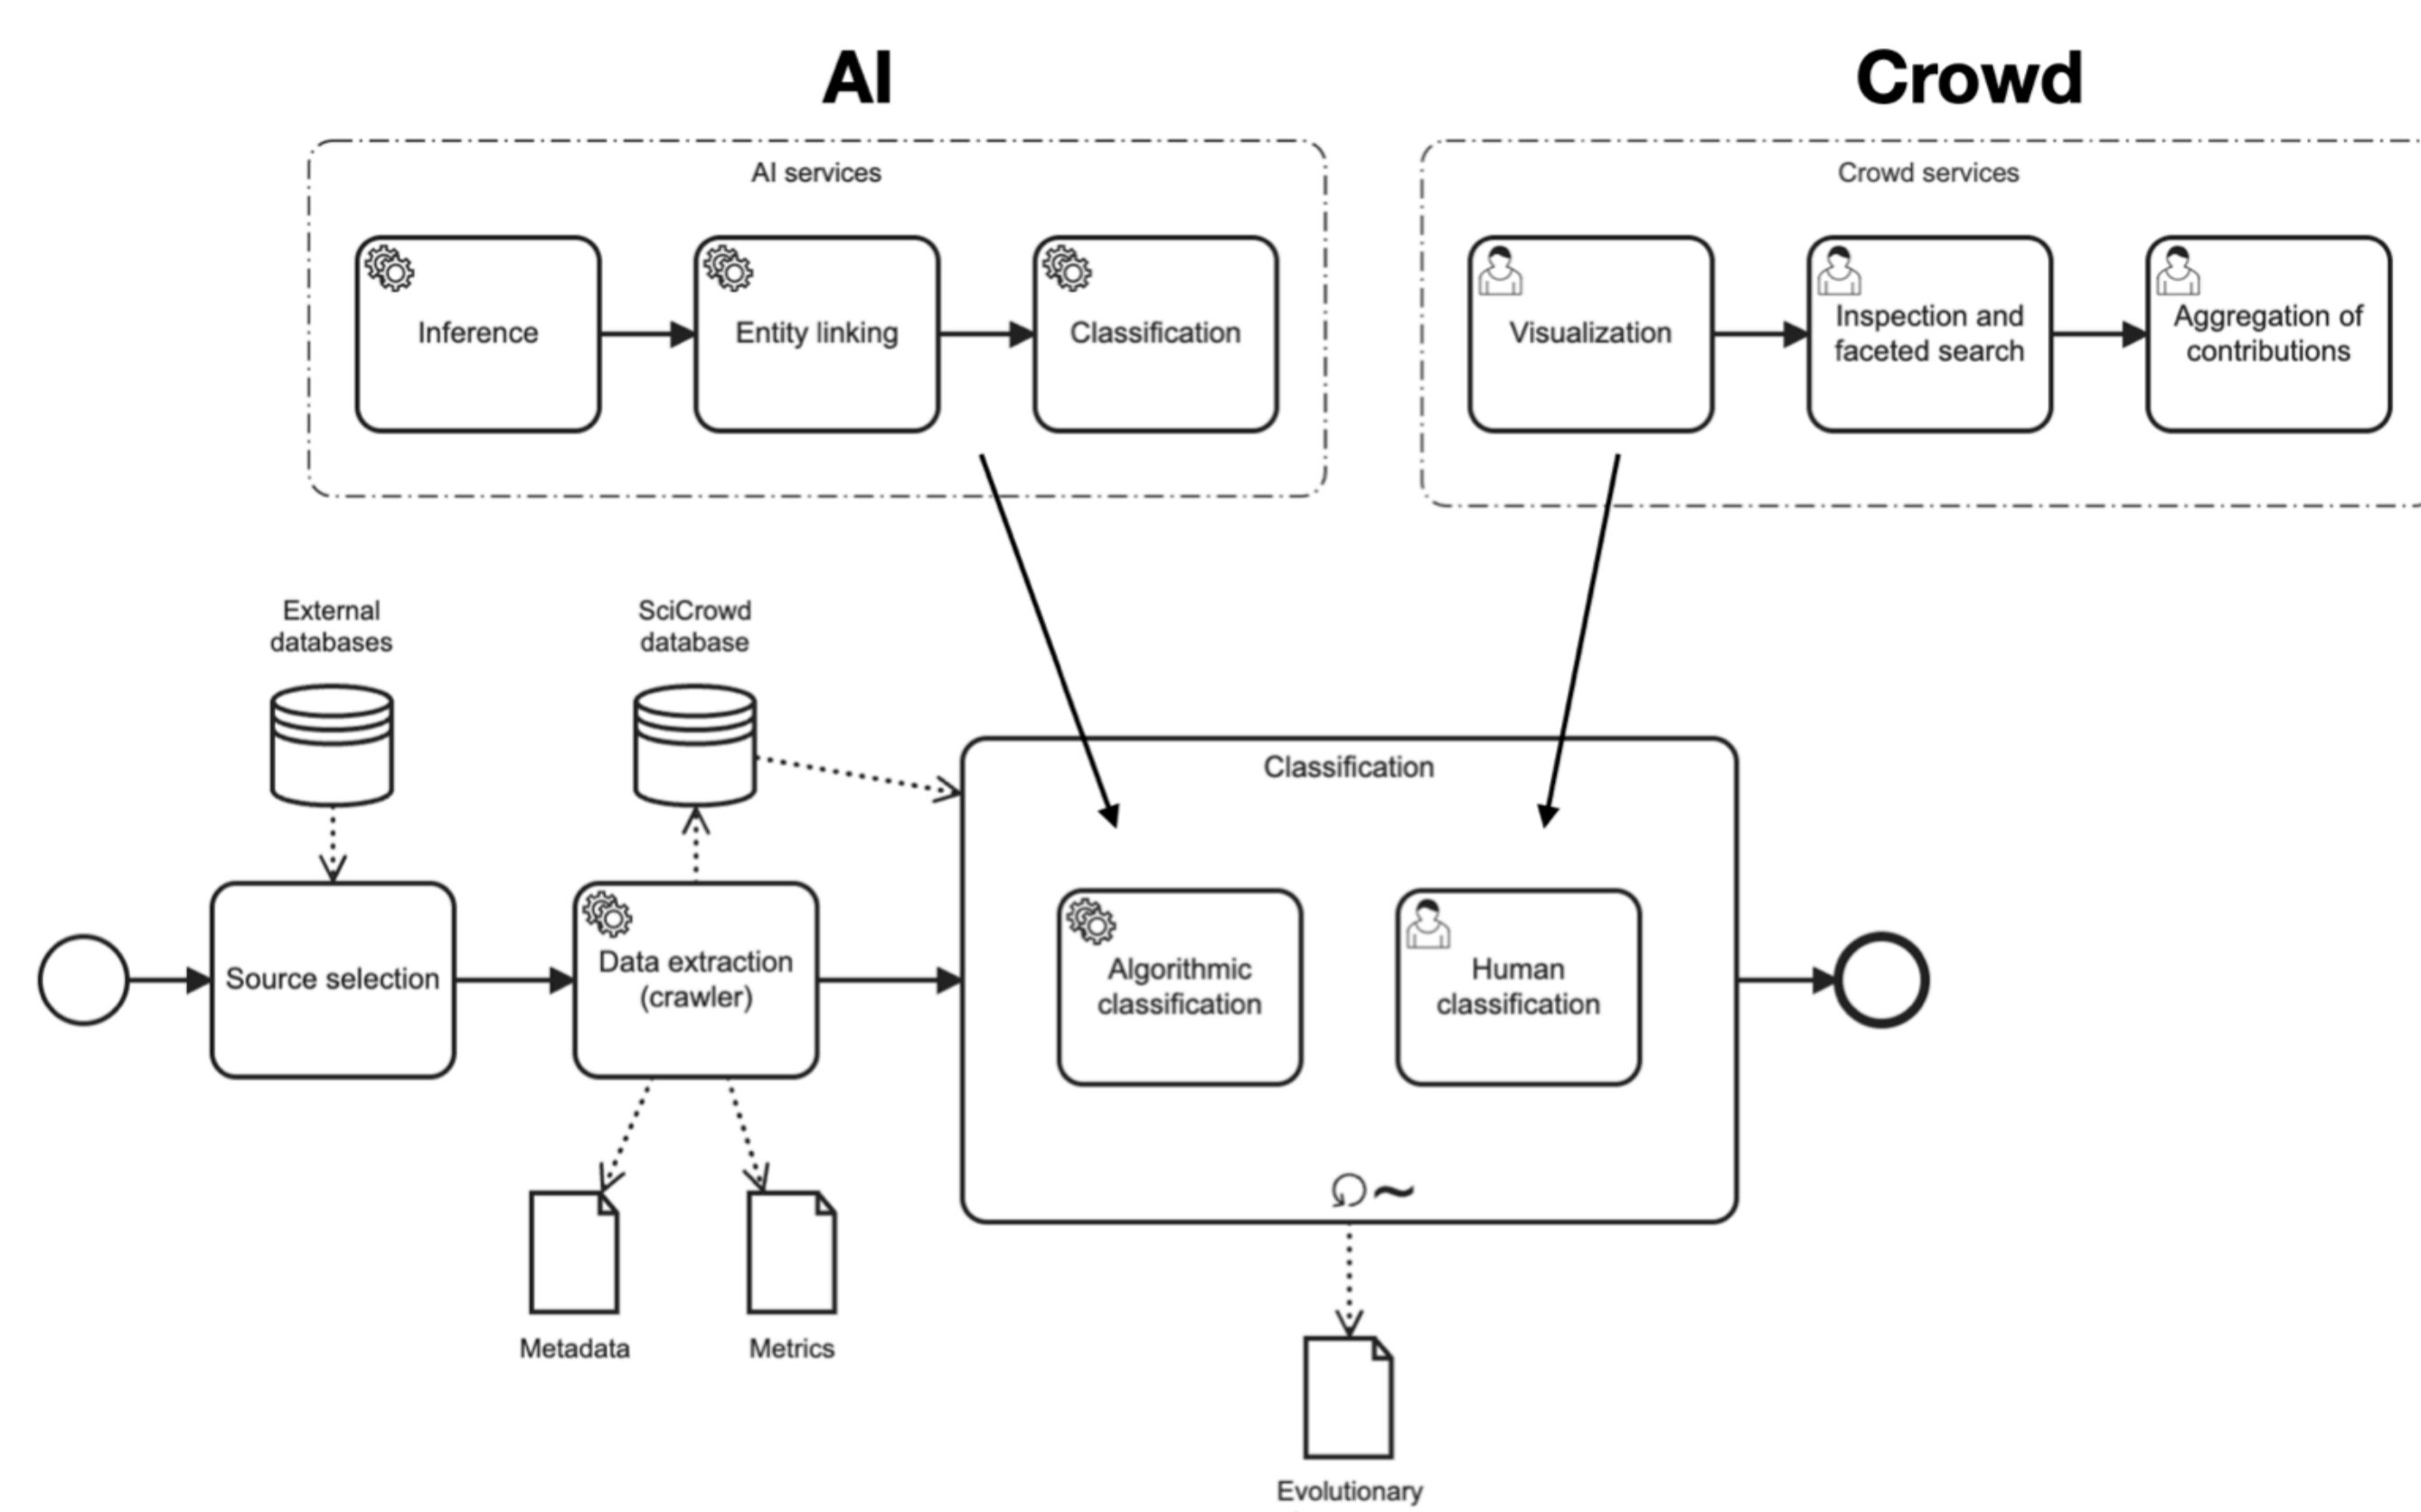 AI
Crowd
AI services
Crowd services
Inference
Entity linking
Classification
Visualization
Inspection and
faceted search
Aggregation of
contributions
External
databases
SciCrowd
database
Classification
Source selection
Data extraction
(crawler)
Algorithmic
classification
Human
classification
~
Metadata
Metrics
Evolutionary